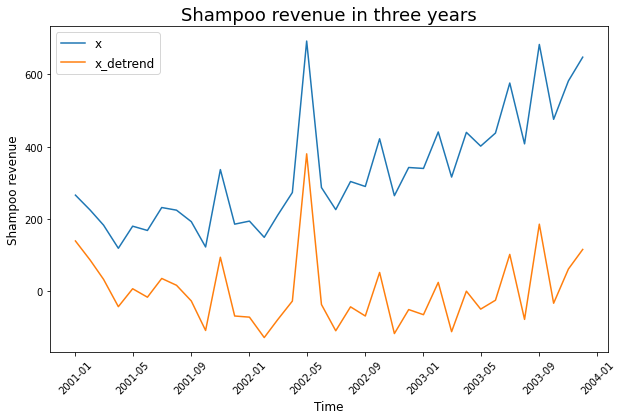 Shampoo revenue in three years
x
x_detrend
600
400
200
0
Shampoo revenue
2001-01
2001-05
2001-09
2002-01
2002-05
2002-09
2003-01
2003-05
2003-09
2004-01
Time